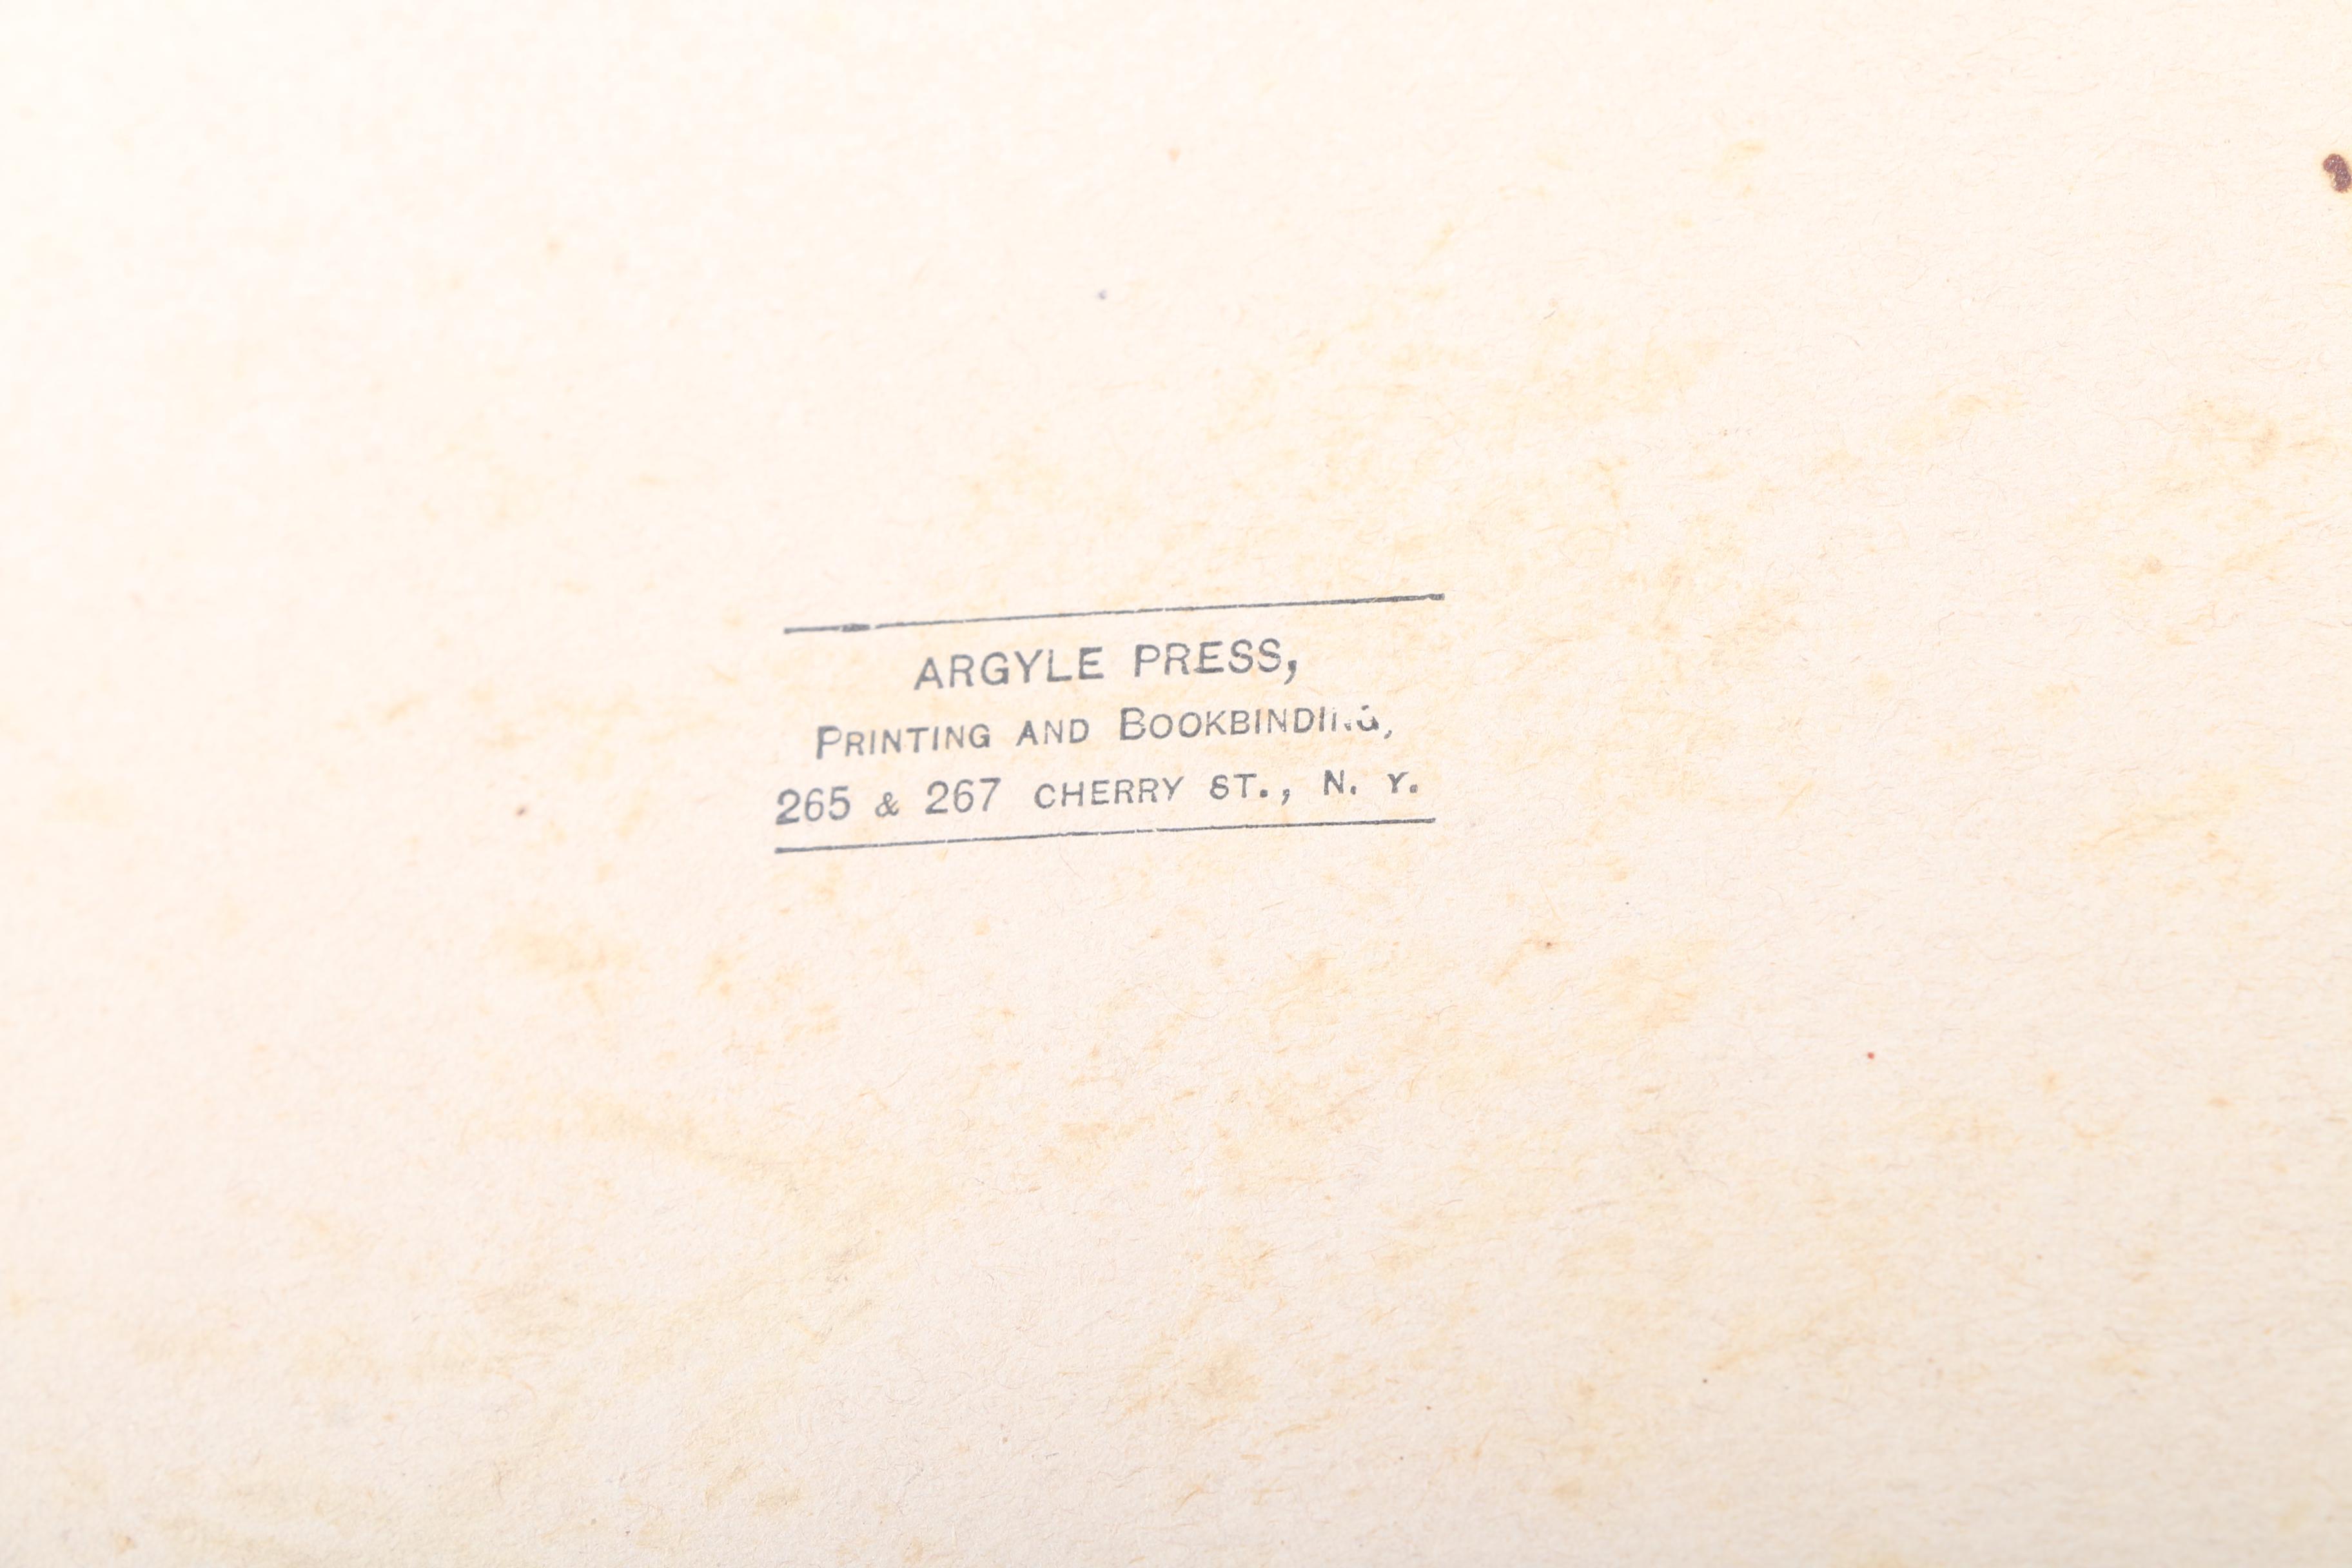 ARGYLE PRESS,
PRINTING AND BOOKBINDING,
265 & 267 CHERRY ST., N. Y.